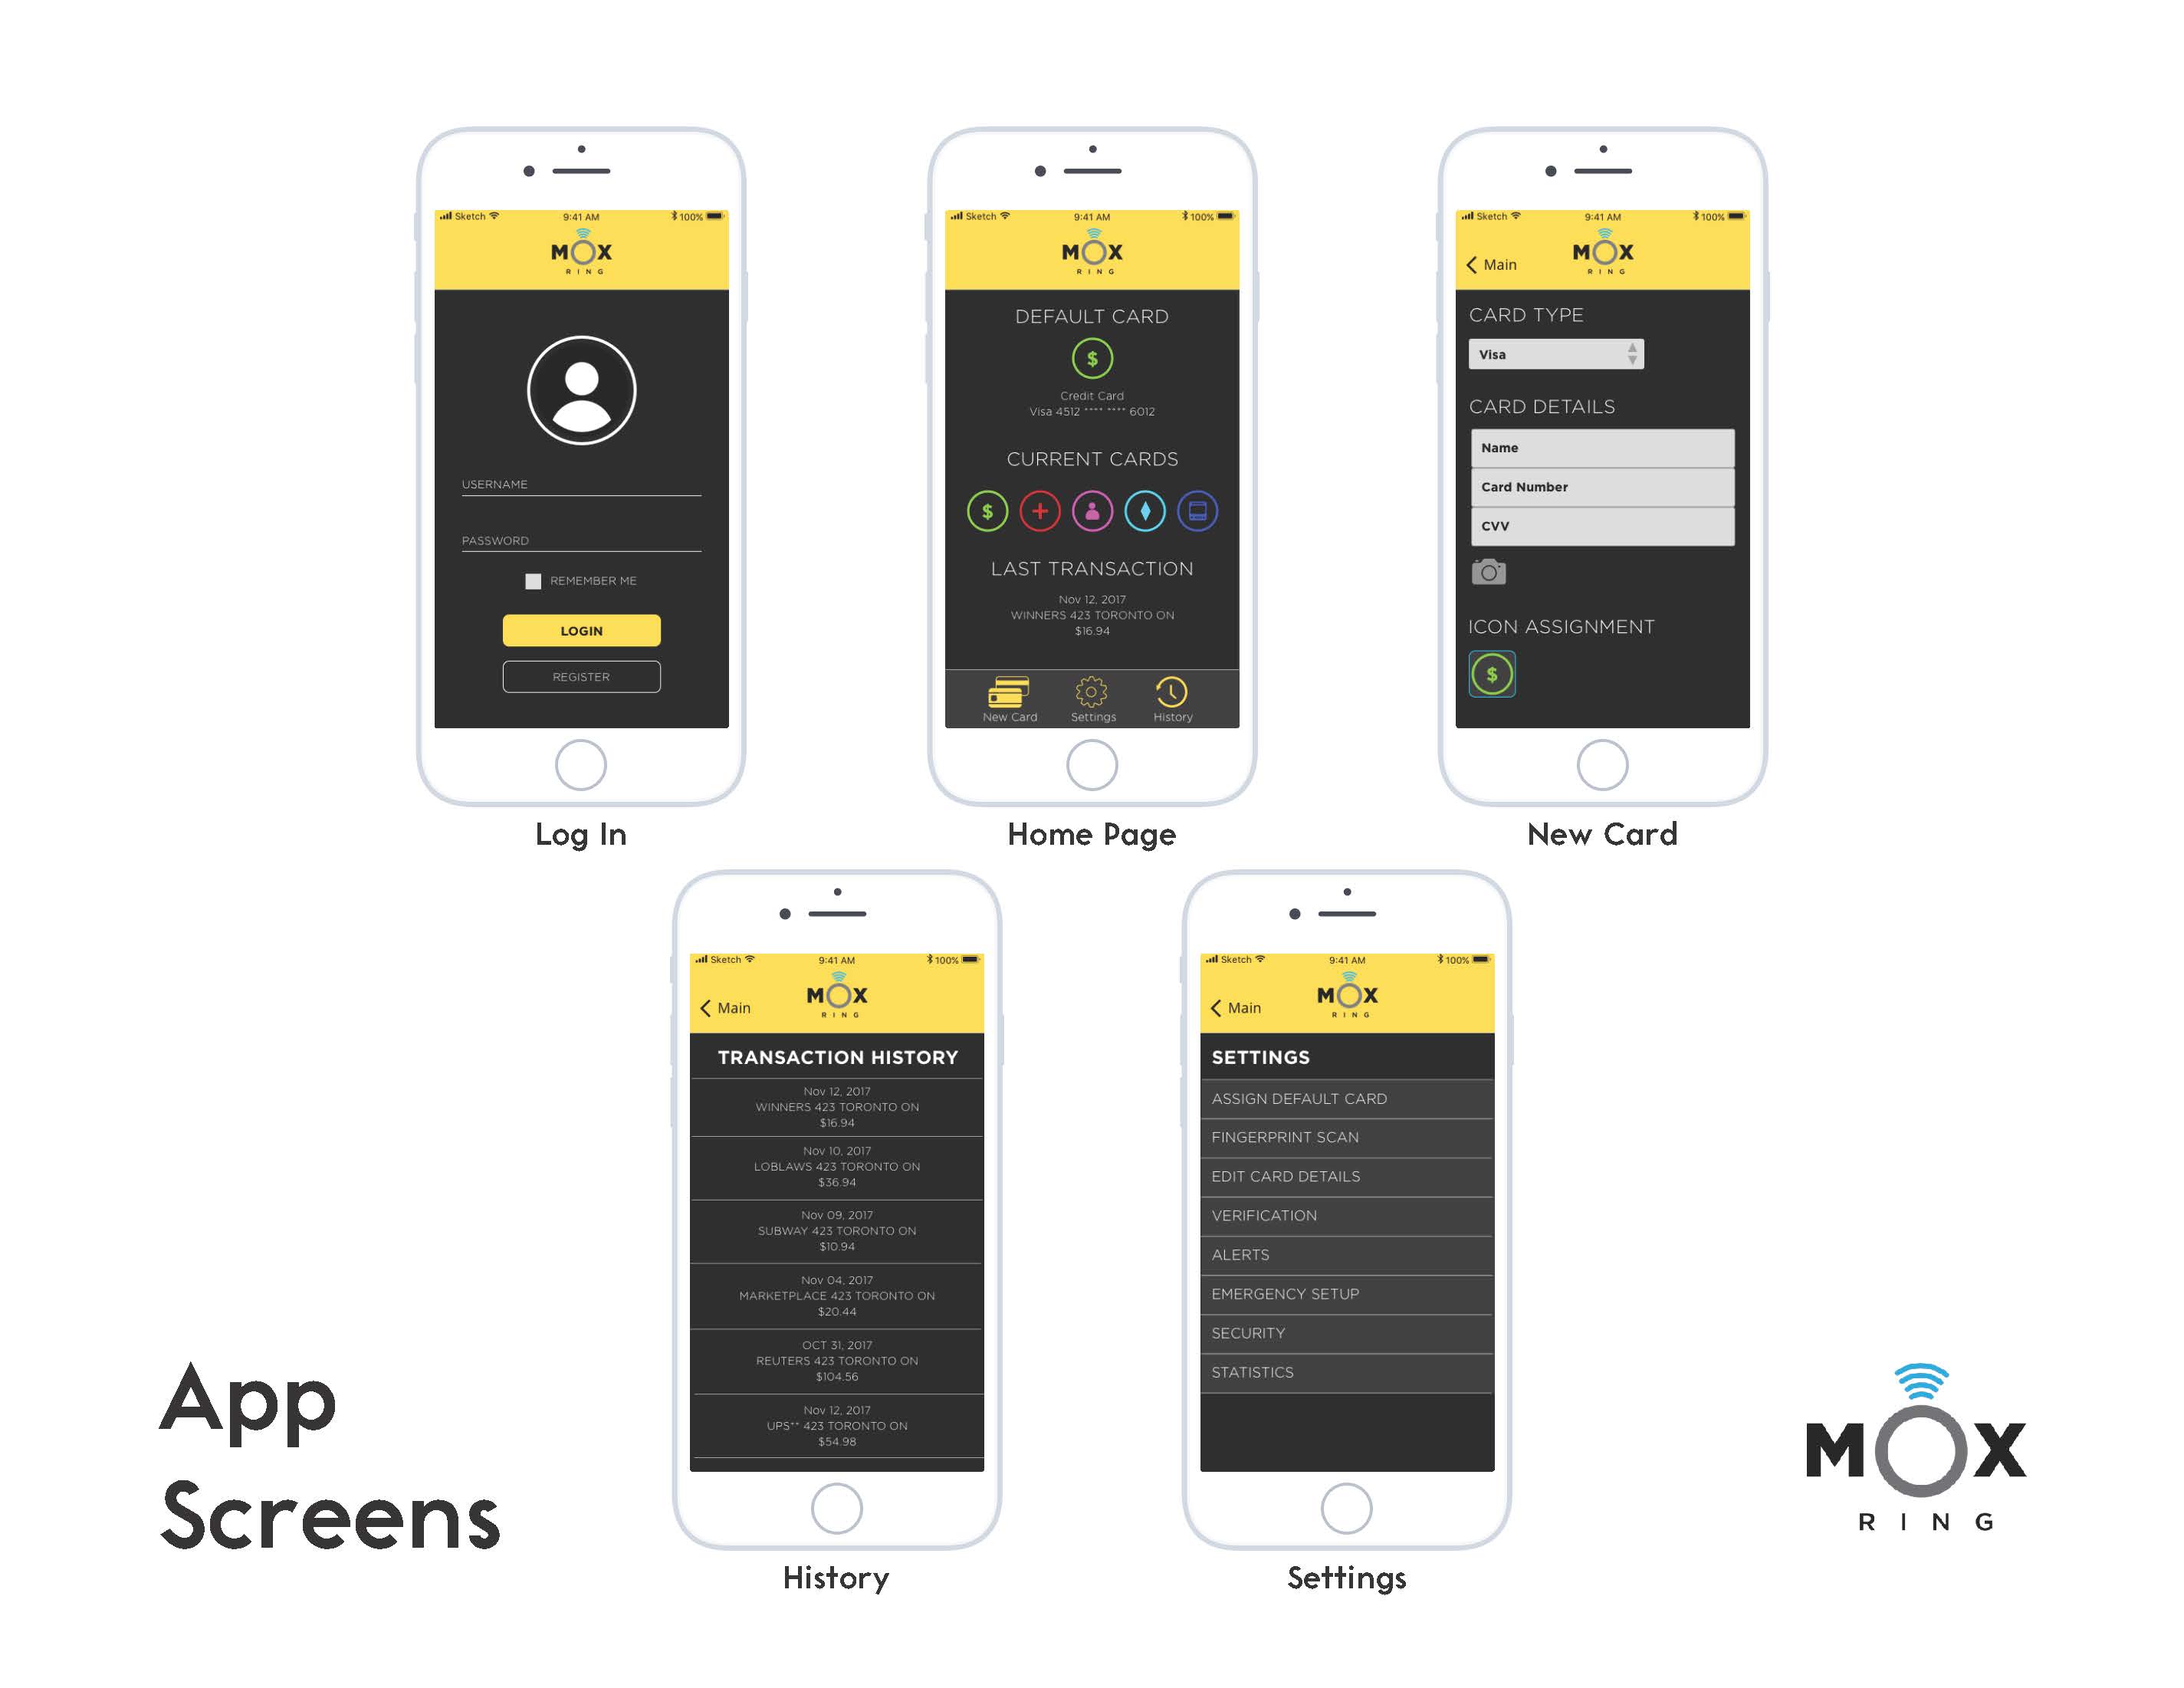 Sketch 9:41 AM 100%
MOX
RING
USERNAME
PASSWORD
REMEMBER ME
LOGIN
REGISTER
Log In
Sketch 9:41 AM 100%
MOX
RING
DEFAULT CARD
$
Credit Card
Visa 4512 **** **** 6012
CURRENT CARDS
$
LAST TRANSACTION
Nov 12, 2017
WINNERS 423 TORONTO ON
$16.94
New Card Settings History
Home Page
Sketch 9:41 AM 100%
MOX
RING
Main
CARD TYPE
Visa
CARD DETAILS
Name
Card Number
CVV
ICON ASSIGNMENT
$
New Card
Sketch 9:41 AM 100%
MOX
RING
Main
TRANSACTION HISTORY
Nov 12, 2017
WINNERS 423 TORONTO ON
$16.94
Nov 10, 2017
LOBLAWS 423 TORONTO ON
$36.94
Nov 09, 2017
SUBWAY 423 TORONTO ON
$10.94
Nov 04, 2017
MARKETPLACE 423 TORONTO ON
$20.44
OCT 31, 2017
REUTERS 423 TORONTO ON
$104.56
Nov 12, 2017
UPS** 423 TORONTO ON
$54.98
History
Sketch 9:41 AM 100%
MOX
RING
Main
SETTINGS
ASSIGN DEFAULT CARD
FINGERPRINT SCAN
EDIT CARD DETAILS
VERIFICATION
ALERTS
EMERGENCY SETUP
SECURITY
STATISTICS
Settings
App
Screens
MOX
RING